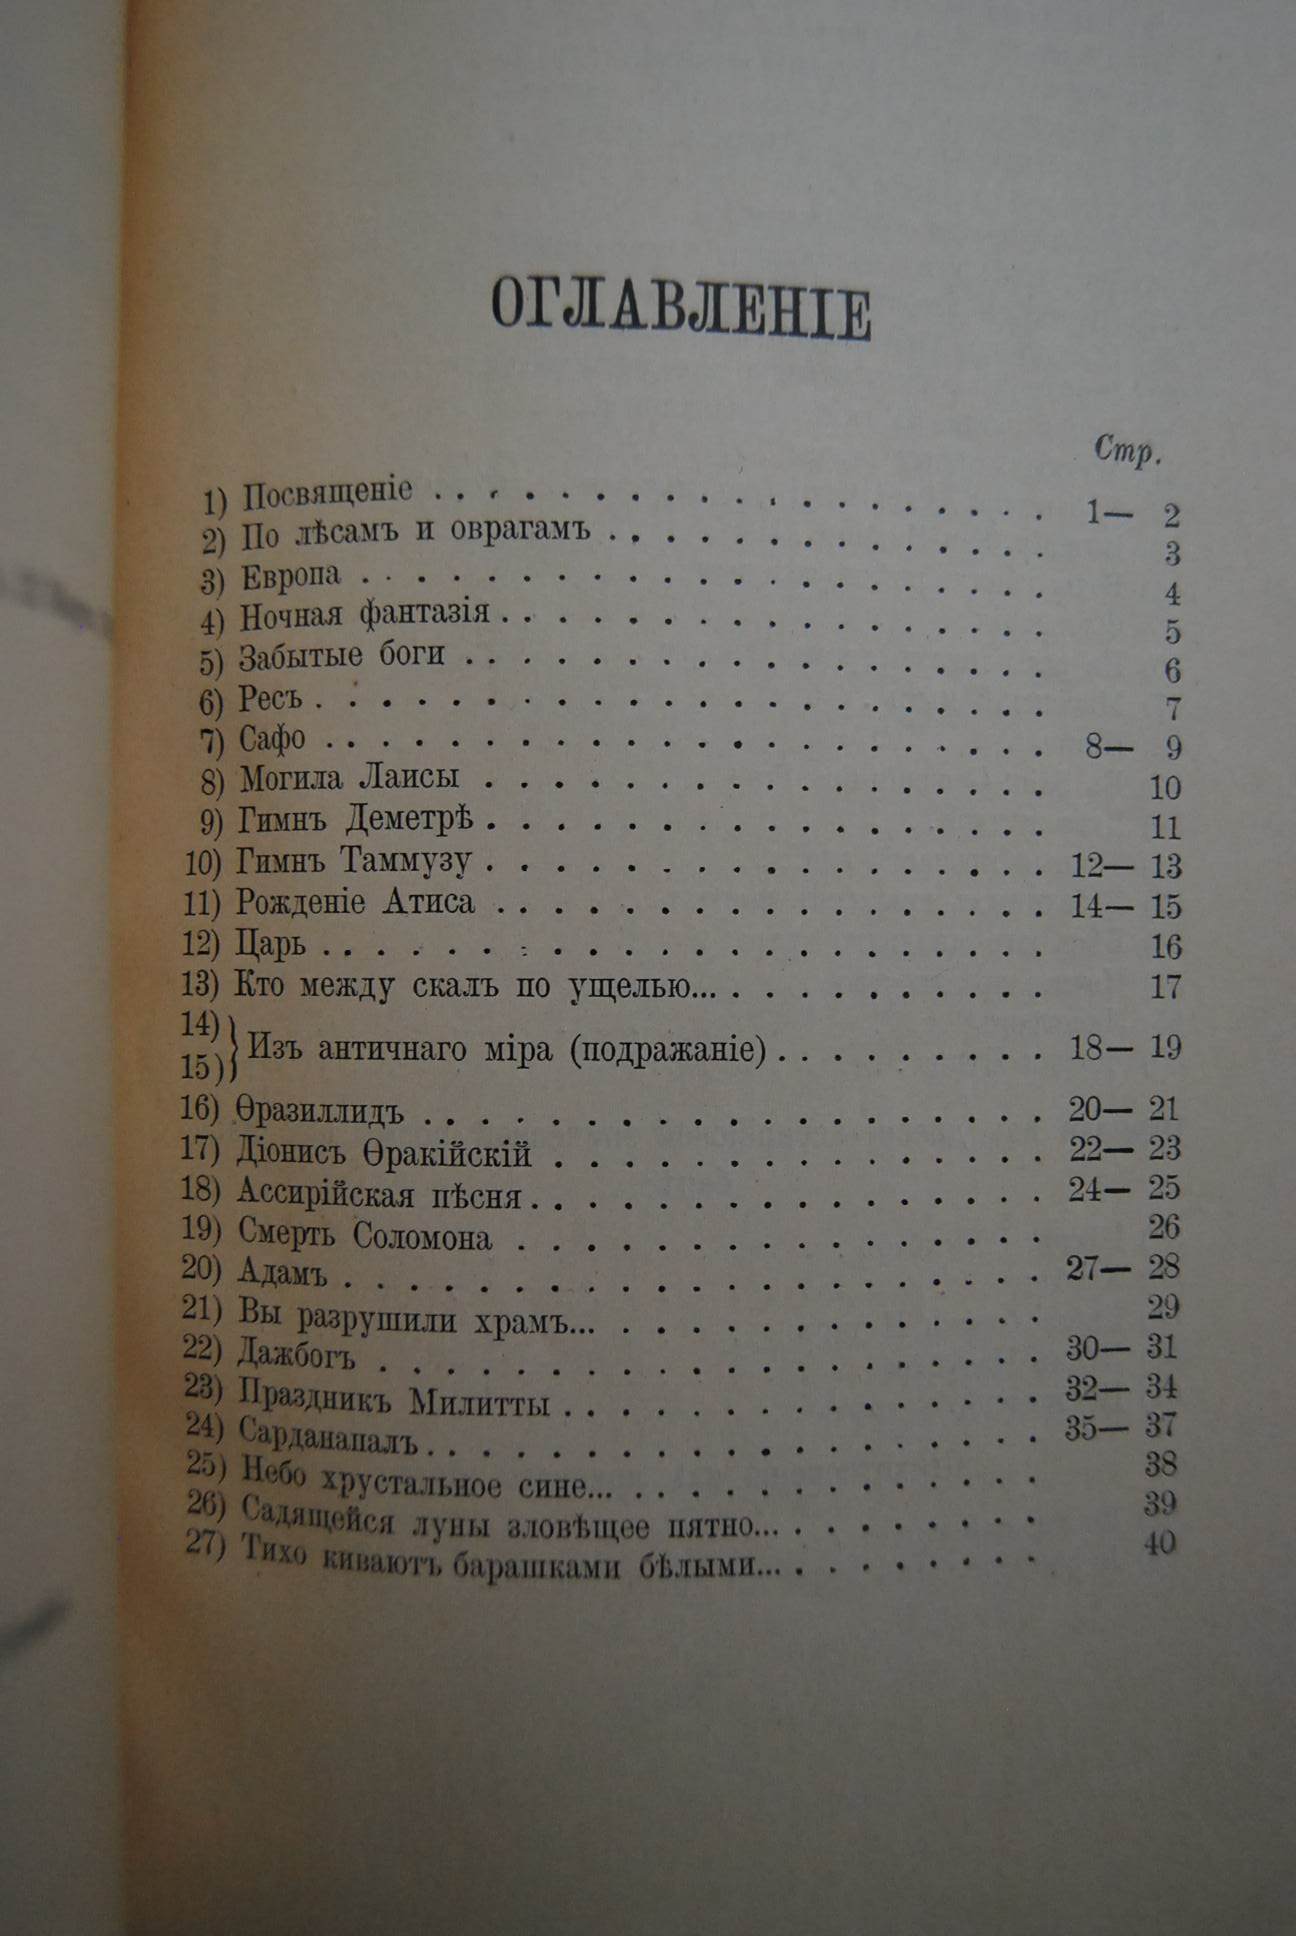 ОГЛАВЛЕНІЕ
Стр.
1) Посвященіе . . . . . . . . . . . . . . . . . . 1— 2
2) По лѣсамъ и оврагамъ . . . . . . . . . . . . . 3
3) Европа . . . . . . . . . . . . . . . . . . . . 4
4) Ночная фантазія . . . . . . . . . . . . . . . . 5
5) Забытые боги . . . . . . . . . . . . . . . . . 6
6) Ресъ . . . . . . . . . . . . . . . . . . . . . 7
7) Сафо . . . . . . . . . . . . . . . . . . . . . 8— 9
8) Могила Лаисы . . . . . . . . . . . . . . . . . 10
9) Гимнъ Деметрѣ . . . . . . . . . . . . . . . . . 11
10) Гимнъ Таммузу . . . . . . . . . . . . . . . . . 12— 13
11) Рожденіе Атиса . . . . . . . . . . . . . . . . 14— 15
12) Царь . . . . . . . . . . . . . . . . . . . . . 16
13) Кто между скалъ по ущелью... . . . . . . . . . . 17
14)
15) Изъ античнаго міра (подражаніе) . . . . . . . . . 18— 19
16) Ѳразиллидъ . . . . . . . . . . . . . . . . . . 20— 21
17) Діонисъ Ѳракійскій . . . . . . . . . . . . . . . 22— 23
18) Ассирійская пѣсня . . . . . . . . . . . . . . . 24— 25
19) Смерть Соломона . . . . . . . . . . . . . . . . 26
20) Адамъ . . . . . . . . . . . . . . . . . . . . . 27— 28
21) Вы разрушили храмъ... . . . . . . . . . . . . . 29
22) Дажбогъ . . . . . . . . . . . . . . . . . . . . 30— 31
23) Праздникъ Милитты . . . . . . . . . . . . . . . 32— 34
24) Сарданапалъ . . . . . . . . . . . . . . . . . . 35— 37
25) Небо хрустальное сине... . . . . . . . . . . . . 38
26) Садящейся луны зловѣщее пятно... . . . . . . . . 39
27) Тихо киваютъ барашками бѣлыми... . . . . . . . . 40